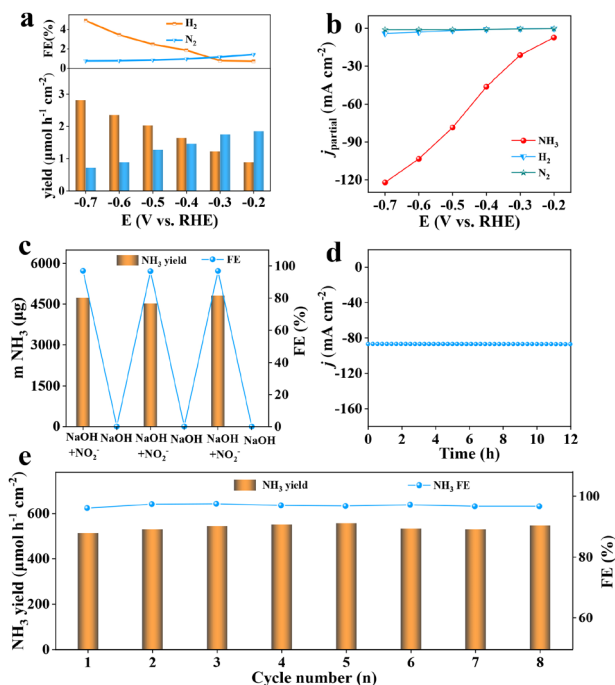 a
H₂
N₂
FE(%)
4
2
0
yield (μmol h⁻¹ cm⁻²)
3
2
1
0
-0.7 -0.6 -0.5 -0.4 -0.3 -0.2
E (V vs. RHE)
b
j partial (mA cm⁻²)
0
-30
-60
-90
-120
NH₃
H₂
N₂
-0.7 -0.6 -0.5 -0.4 -0.3 -0.2
E (V vs. RHE)
c
NH₃ yield FE
m NH₃ (μg)
6000
4500
3000
1500
0
100
80
60
40
20
0
FE (%)
NaOH NaOH NaOH NaOH NaOH NaOH
+NO₂⁻ +NO₂⁻ +NO₂⁻
d
j (mA cm⁻²)
0
-40
-80
-120
-160
0 2 4 6 8 10 12
Time (h)
e
NH₃ yield NH₃ FE
NH₃ yield (μmol h⁻¹ cm⁻²)
600
400
200
0
100
80
60
FE (%)
1 2 3 4 5 6 7 8
Cycle number (n)